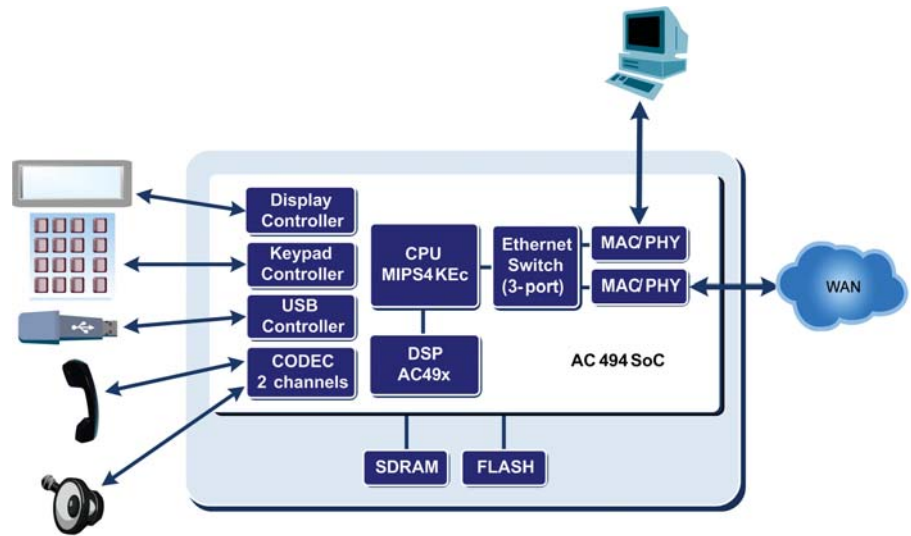 Display
Controller
Keypad
Controller
USB
Controller
CODEC
2 channels
CPU
MIPS4KEc
DSP
AC49x
Ethernet
Switch
(3-port)
MAC/PHY
MAC/PHY
WAN
AC 494 SoC
SDRAM
FLASH